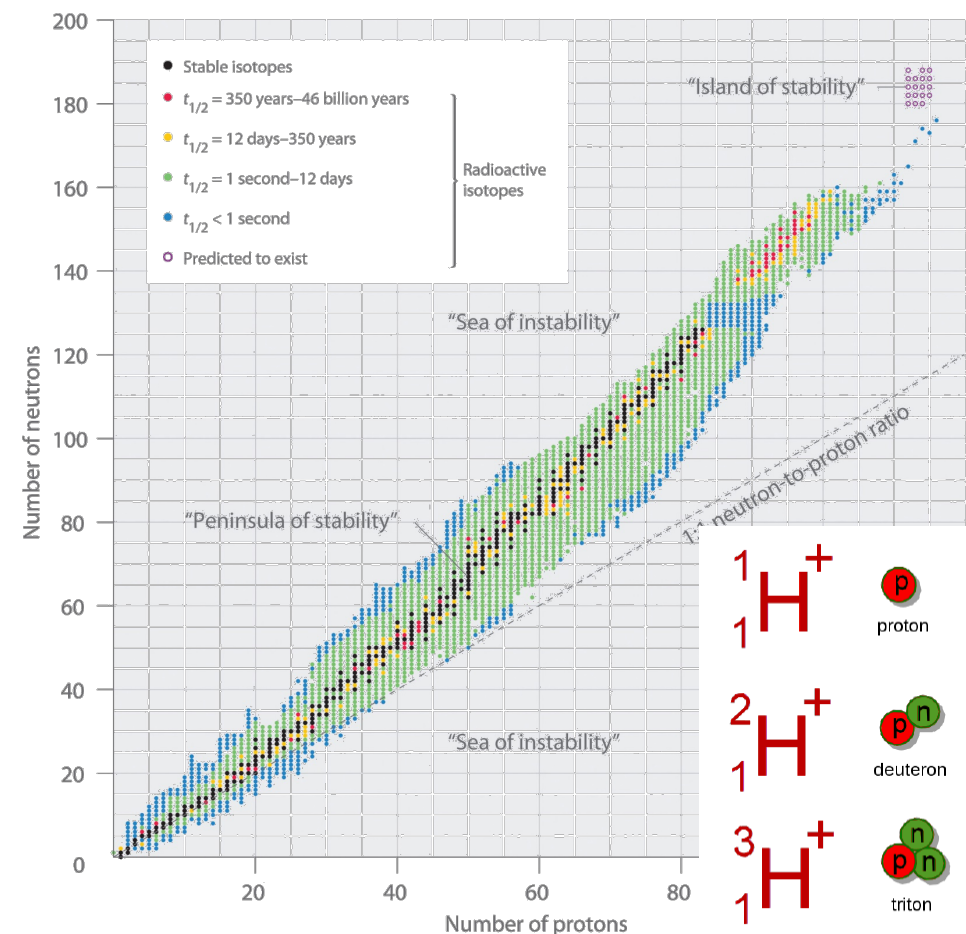 200
180
160
140
120
100
80
60
40
20
0
Number of neutrons
Stable isotopes
t1/2 = 350 years–46 billion years
t1/2 = 12 days–350 years
t1/2 = 1 second–12 days
t1/2 < 1 second
Predicted to exist
Radioactive
isotopes
“Island of stability”
“Sea of instability”
“Peninsula of stability”
1:1 neutron-to-proton ratio
“Sea of instability”
20
40
60
80
Number of protons
1 1 H +
p
proton
2 1 H +
p n
deuteron
3 1 H +
n
p n
triton